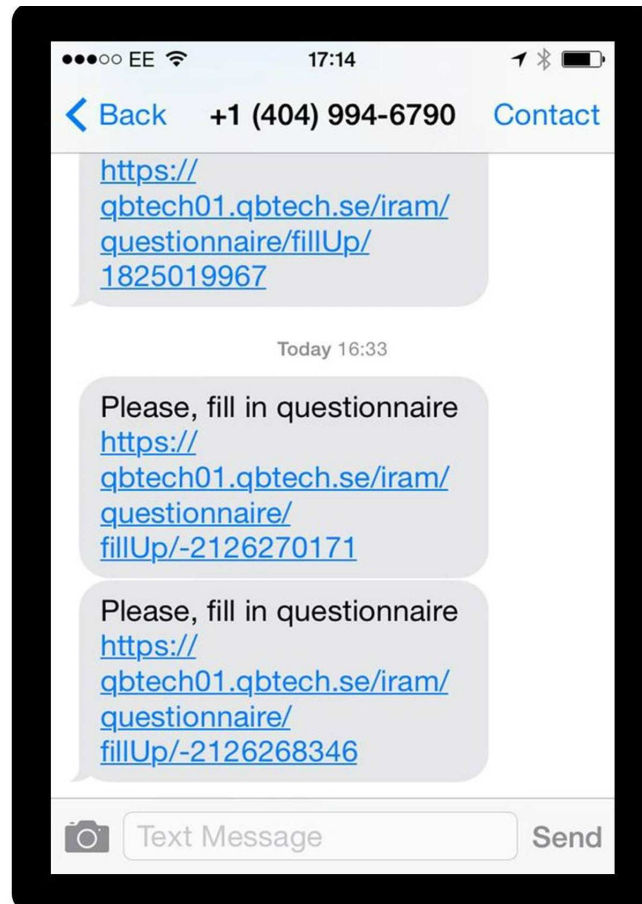 EE 17:14
Back +1 (404) 994-6790 Contact
https://
qbtech01.qbtech.se/iram/
questionnaire/fillUp/
1825019967
Today 16:33
Please, fill in questionnaire
https://
qbtech01.qbtech.se/iram/
questionnaire/
fillUp/-2126270171
Please, fill in questionnaire
https://
qbtech01.qbtech.se/iram/
questionnaire/
fillUp/-2126268346
Text Message Send